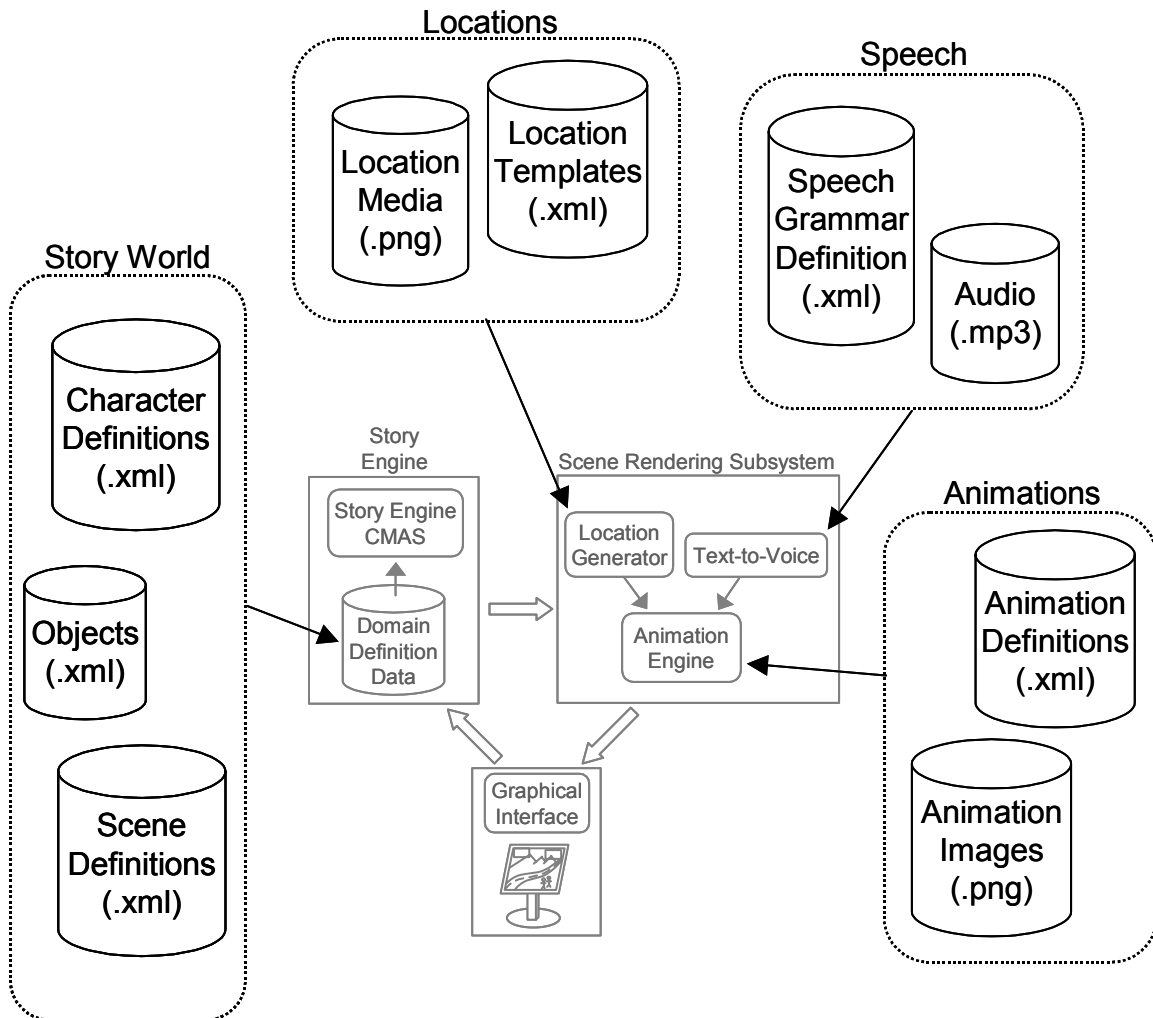 Locations
Location
Media
(.png)
Location
Templates
(.xml)
Speech
Speech
Grammar
Definition
(.xml)
Audio
(.mp3)
Story World
Character
Definitions
(.xml)
Objects
(.xml)
Scene
Definitions
(.xml)
Story
Engine
Story Engine
CMAS
Domain
Definition
Data
Scene Rendering Subsystem
Location
Generator
Text-to-Voice
Animation
Engine
Graphical
Interface
Animations
Animation
Definitions
(.xml)
Animation
Images
(.png)